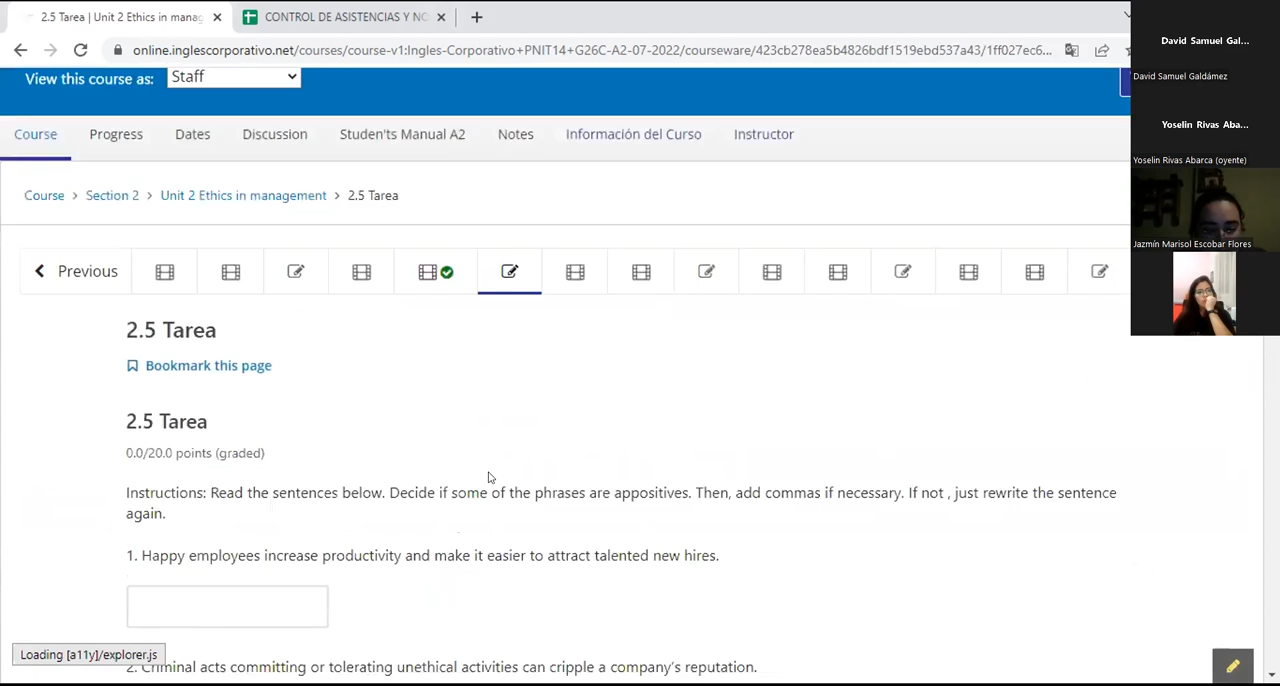 2.5 Tarea | Unit 2 Ethics in manag
CONTROL DE ASISTENCIAS Y NO
online.inglescorporativo.net/courses/course-v1:Ingles-Corporativo+PNIT14+G26C-A2-07-2022/courseware/423cb278ea5b4826bdf1519ebd537a43/1ff027ec6...
David Samuel Gal...
David Samuel Galdámez
Yoselin Rivas Aba...
Yoselin Rivas Abarca (oyente)
Jazmín Marisol Escobar Flores
View this course as: Staff
Course Progress Dates Discussion Studen'ts Manual A2 Notes Información del Curso Instructor
Course > Section 2 > Unit 2 Ethics in management > 2.5 Tarea
Previous
2.5 Tarea
Bookmark this page
2.5 Tarea
0.0/20.0 points (graded)
Instructions: Read the sentences below. Decide if some of the phrases are appositives. Then, add commas if necessary. If not , just rewrite the sentence
again.
1. Happy employees increase productivity and make it easier to attract talented new hires.
Loading [a11y]/explorer.js
2. Criminal acts committing or tolerating unethical activities can cripple a company's reputation.